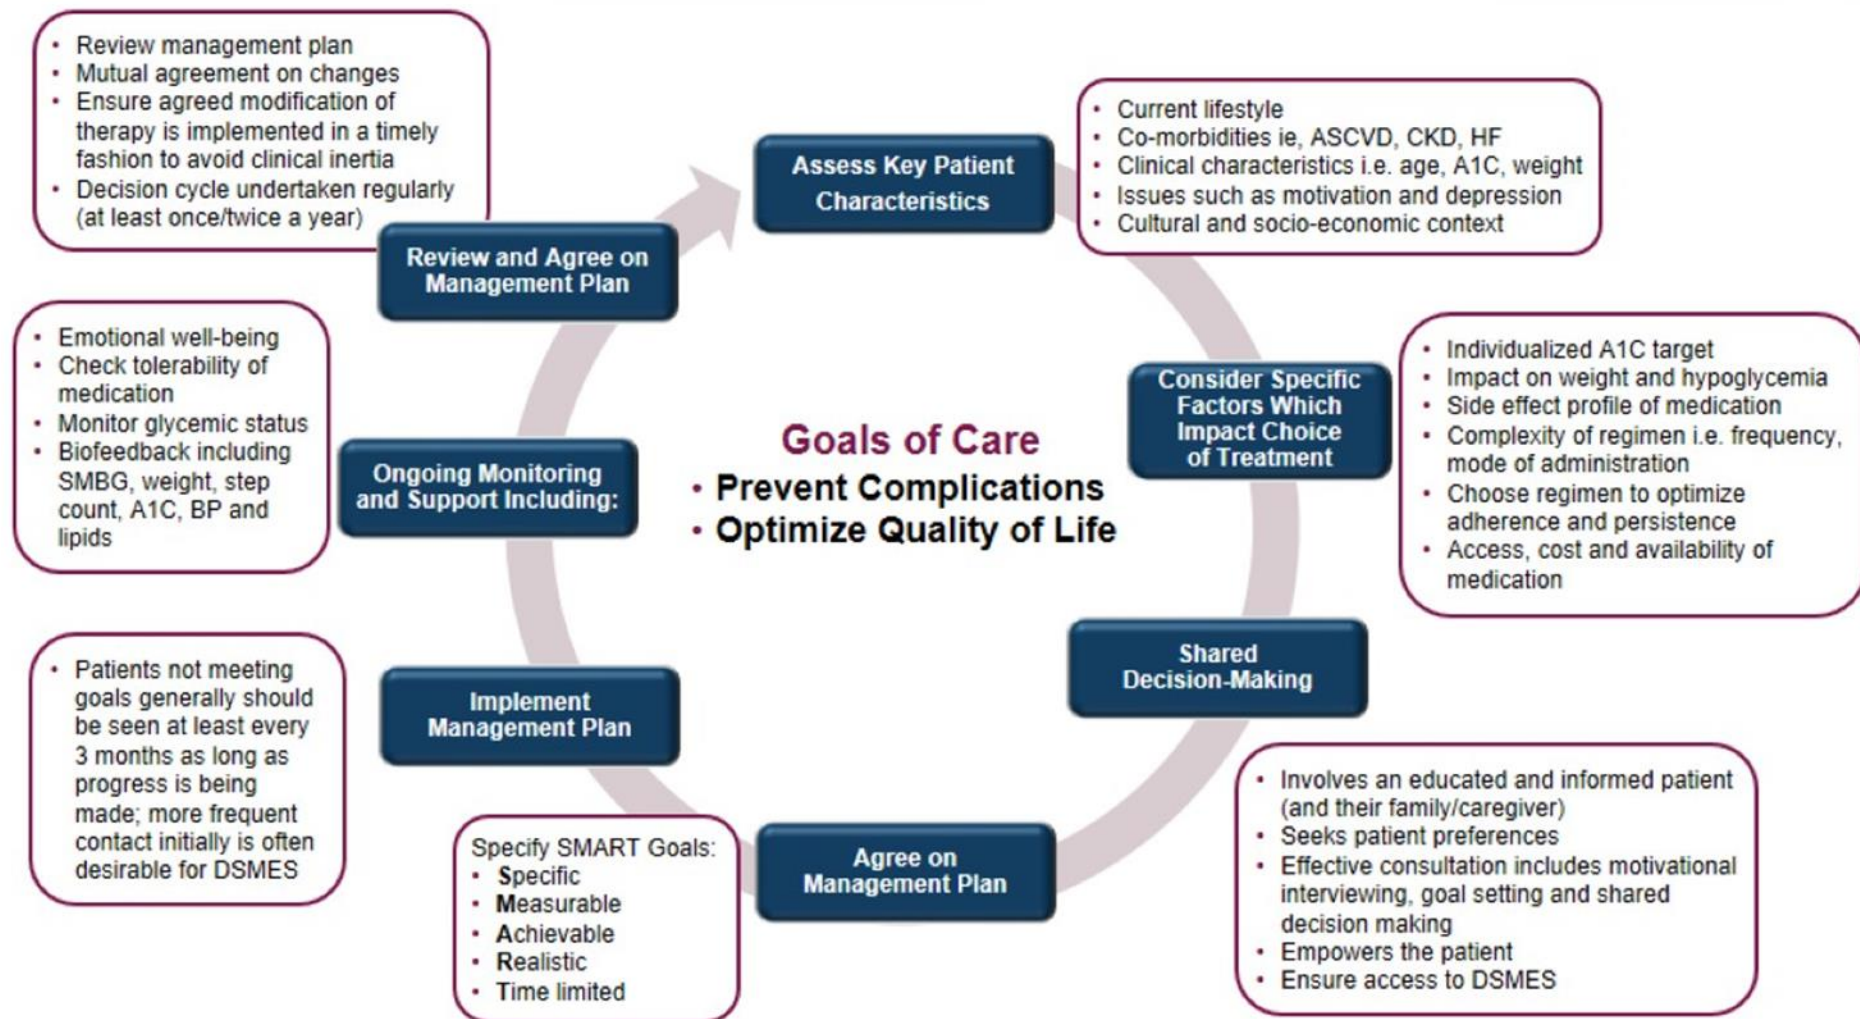 • Review management plan
• Mutual agreement on changes
• Ensure agreed modification of
therapy is implemented in a timely
fashion to avoid clinical inertia
• Decision cycle undertaken regularly
(at least once/twice a year)
Review and Agree on
Management Plan
Assess Key Patient
Characteristics
• Current lifestyle
• Co-morbidities ie, ASCVD, CKD, HF
• Clinical characteristics i.e. age, A1C, weight
• Issues such as motivation and depression
• Cultural and socio-economic context
Consider Specific
Factors Which
Impact Choice
of Treatment
• Individualized A1C target
• Impact on weight and hypoglycemia
• Side effect profile of medication
• Complexity of regimen i.e. frequency,
mode of administration
• Choose regimen to optimize
adherence and persistence
• Access, cost and availability of
medication
• Emotional well-being
• Check tolerability of
medication
• Monitor glycemic status
• Biofeedback including
SMBG, weight, step
count, A1C, BP and
lipids
Ongoing Monitoring
and Support Including:
Goals of Care
• Prevent Complications
• Optimize Quality of Life
Shared
Decision-Making
• Involves an educated and informed patient
(and their family/caregiver)
• Seeks patient preferences
• Effective consultation includes motivational
interviewing, goal setting and shared
decision making
• Empowers the patient
• Ensure access to DSMES
• Patients not meeting
goals generally should
be seen at least every
3 months as long as
progress is being
made; more frequent
contact initially is often
desirable for DSMES
Implement
Management Plan
Specify SMART Goals:
• Specific
• Measurable
• Achievable
• Realistic
• Time limited
Agree on
Management Plan